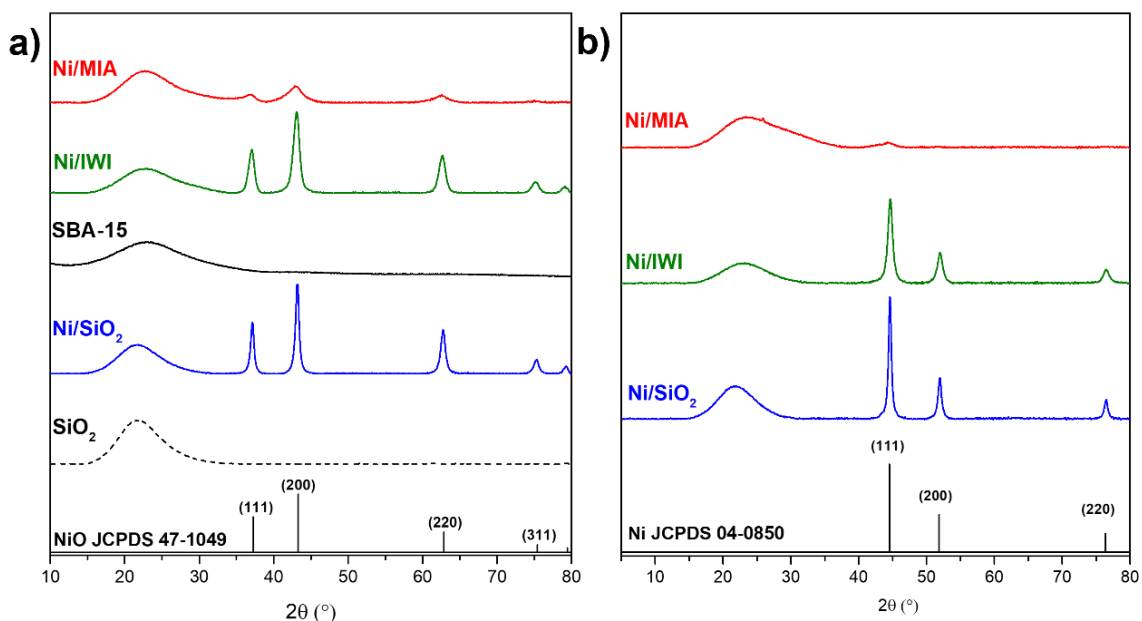 a)
Ni/MIA
Ni/IWI
SBA-15
Ni/SiO₂
SiO₂
(111)
(200)
(220)
(311)
NiO JCPDS 47-1049
10 20 30 40 50 60 70 80
2θ (°)
b)
Ni/MIA
Ni/IWI
Ni/SiO₂
(111)
(200)
(220)
Ni JCPDS 04-0850
10 20 30 40 50 60 70 80
2θ (°)